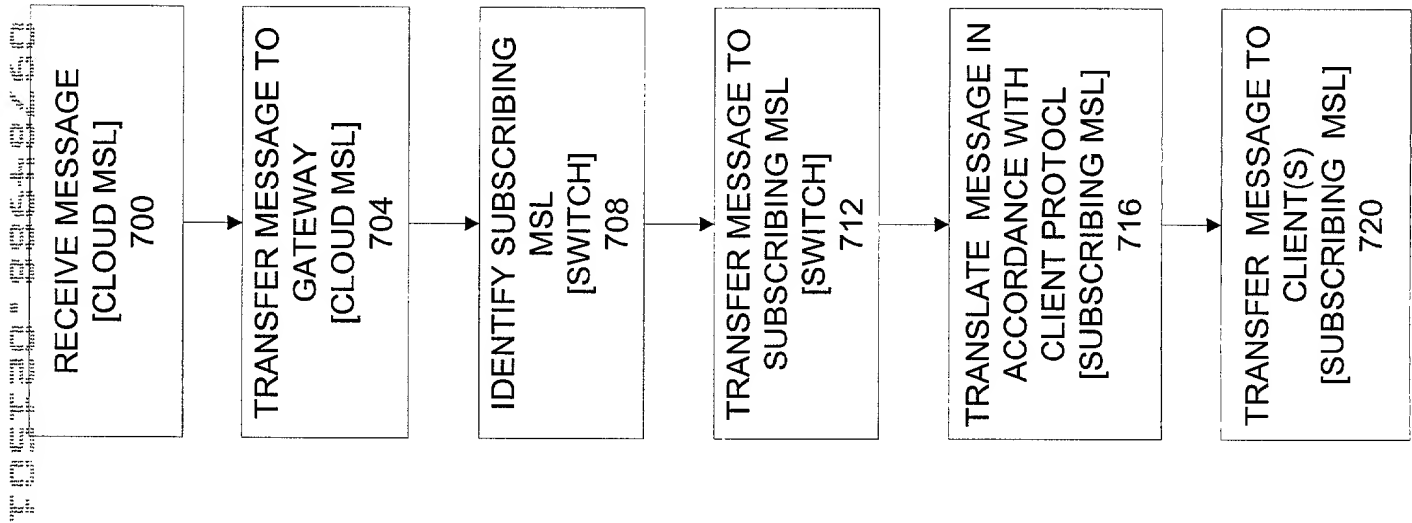 RECEIVE MESSAGE
[CLOUD MSL]
700
TRANSFER MESSAGE TO
GATEWAY
[CLOUD MSL]
704
IDENTIFY SUBSCRIBING
MSL
[SWITCH]
708
TRANSFER MESSAGE TO
SUBSCRIBING MSL
[SWITCH]
712
TRANSLATE MESSAGE IN
ACCORDANCE WITH
CLIENT PROTOCL
[SUBSCRIBING MSL]
716
TRANSFER MESSAGE TO
CLIENT(S)
[SUBSCRIBING MSL]
720